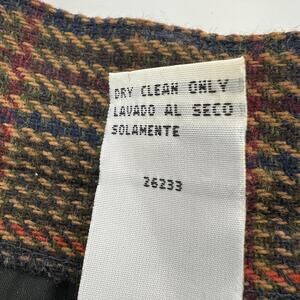 DRY CLEAN ONLY
LAVADO AL SECO
SOLAMENTE
26233